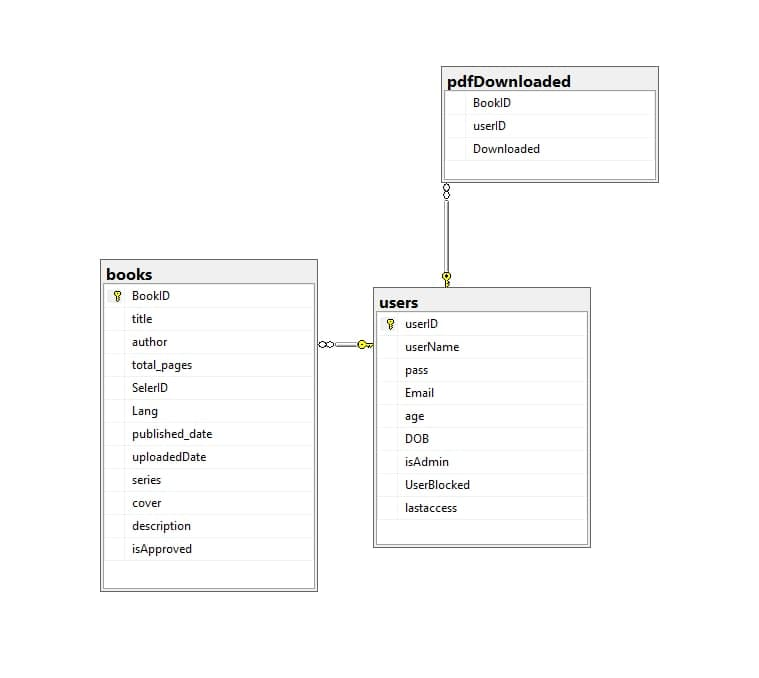 pdfDownloaded
BookID
userID
Downloaded
books
BookID
title
author
total_pages
SelerID
Lang
published_date
uploadedDate
series
cover
description
isApproved
users
userID
userName
pass
Email
age
DOB
isAdmin
UserBlocked
lastaccess